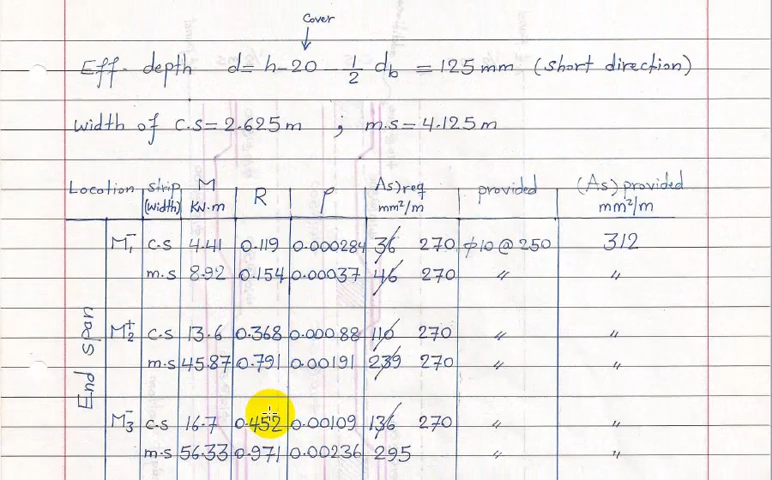 Cover
Eff. depth d = h-20 - 1/2 db = 125 mm (short direction)
width of c.s = 2.625 m ; m.s = 4.125 m
Location strip (width) M KN.m R ρ As)req mm²/m provided (As) provided mm²/m
M1⁻ c.s 4.41 0.119 0.000284 36 270 φ10 @ 250 312
m.s 8.92 0.154 0.00037 46 270 〃 〃
End span
M2⁺ c.s 13.6 0.368 0.00088 110 270 〃 〃
m.s 45.87 0.791 0.00191 239 270 〃 〃
M3⁻ c.s 16.7 0.452 0.00109 136 270 〃 〃
m.s 56.33 0.971 0.00236 295 〃 〃